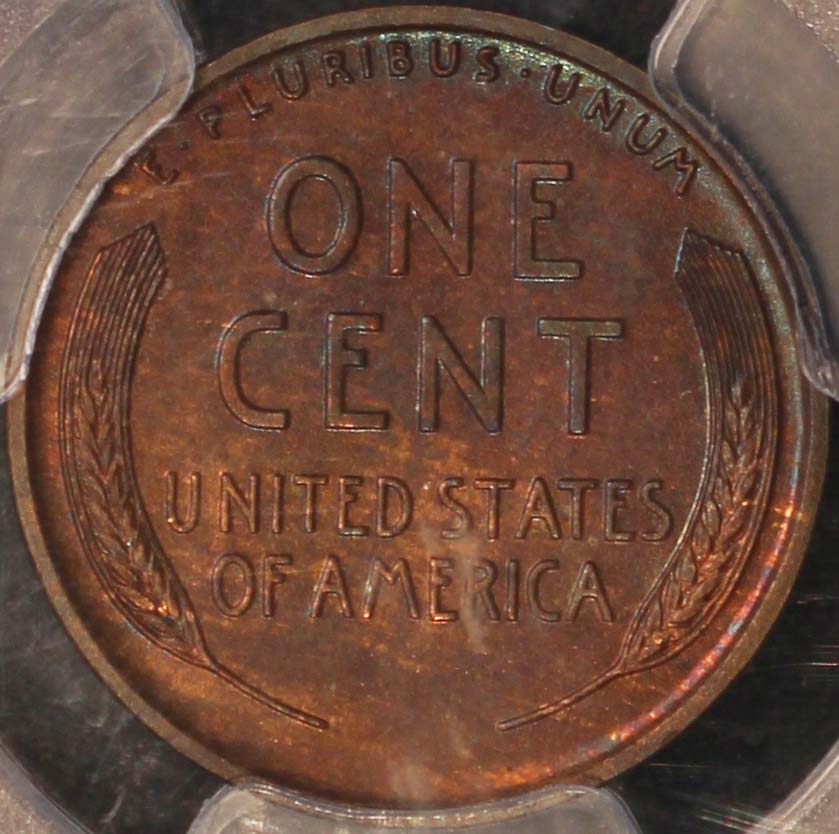 E·PLURIBUS·UNUM
ONE
CENT
UNITED STATES
OF AMERICA